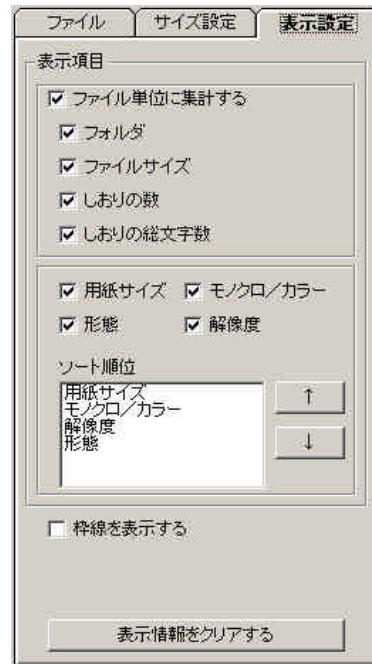 ファイル サイズ設定 表示設定
表示項目
ファイル単位に集計する
フォルダ
ファイルサイズ
しおりの数
しおりの総文字数
用紙サイズ モノクロ／カラー
形態 解像度
ソート順位
用紙サイズ
モノクロ／カラー
解像度
形態
↑
↓
枠線を表示する
表示情報をクリアする